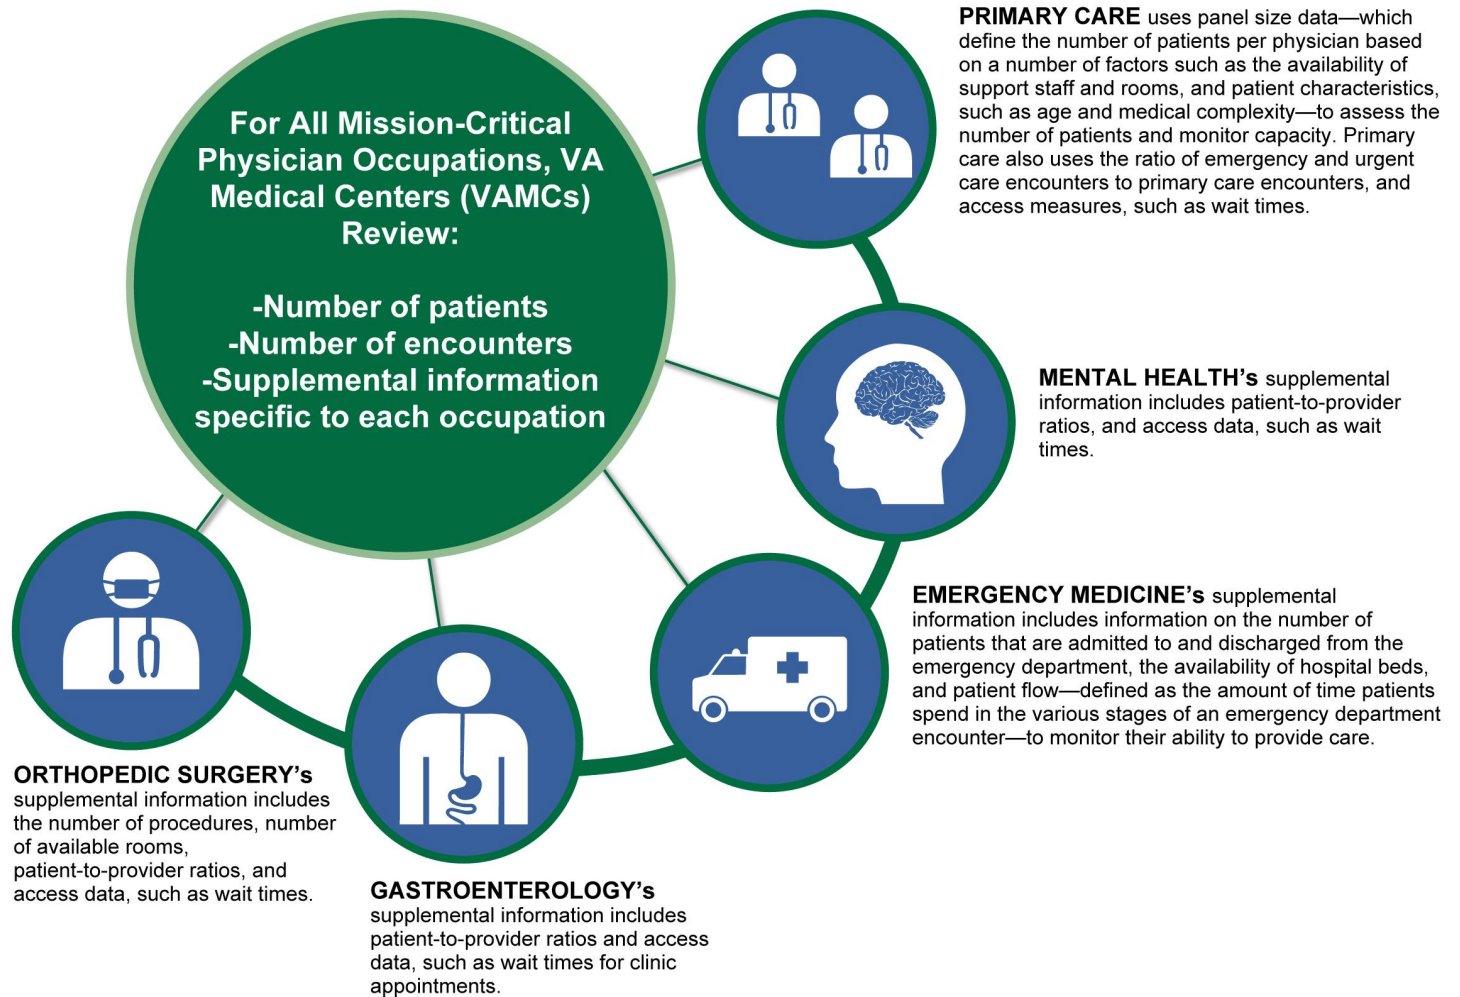 For All Mission-Critical
Physician Occupations, VA
Medical Centers (VAMCs)
Review:
-Number of patients
-Number of encounters
-Supplemental information
specific to each occupation
PRIMARY CARE uses panel size data—which
define the number of patients per physician based
on a number of factors such as the availability of
support staff and rooms, and patient characteristics,
such as age and medical complexity—to assess the
number of patients and monitor capacity. Primary
care also uses the ratio of emergency and urgent
care encounters to primary care encounters, and
access measures, such as wait times.
MENTAL HEALTH's supplemental
information includes patient-to-provider
ratios, and access data, such as wait
times.
EMERGENCY MEDICINE's supplemental
information includes information on the number of
patients that are admitted to and discharged from the
emergency department, the availability of hospital beds,
and patient flow—defined as the amount of time patients
spend in the various stages of an emergency department
encounter—to monitor their ability to provide care.
ORTHOPEDIC SURGERY's
supplemental information includes
the number of procedures, number
of available rooms,
patient-to-provider ratios, and
access data, such as wait times.
GASTROENTEROLOGY's
supplemental information includes
patient-to-provider ratios and access
data, such as wait times for clinic
appointments.